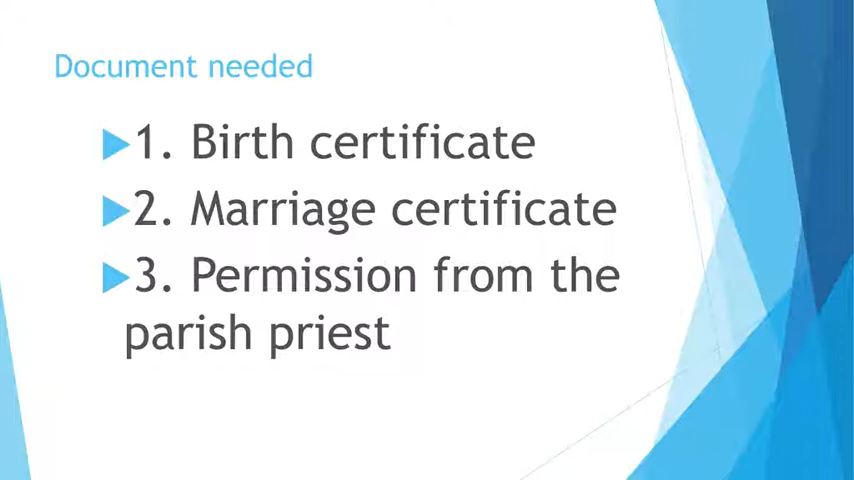 Document needed
1. Birth certificate
2. Marriage certificate
3. Permission from the
parish priest